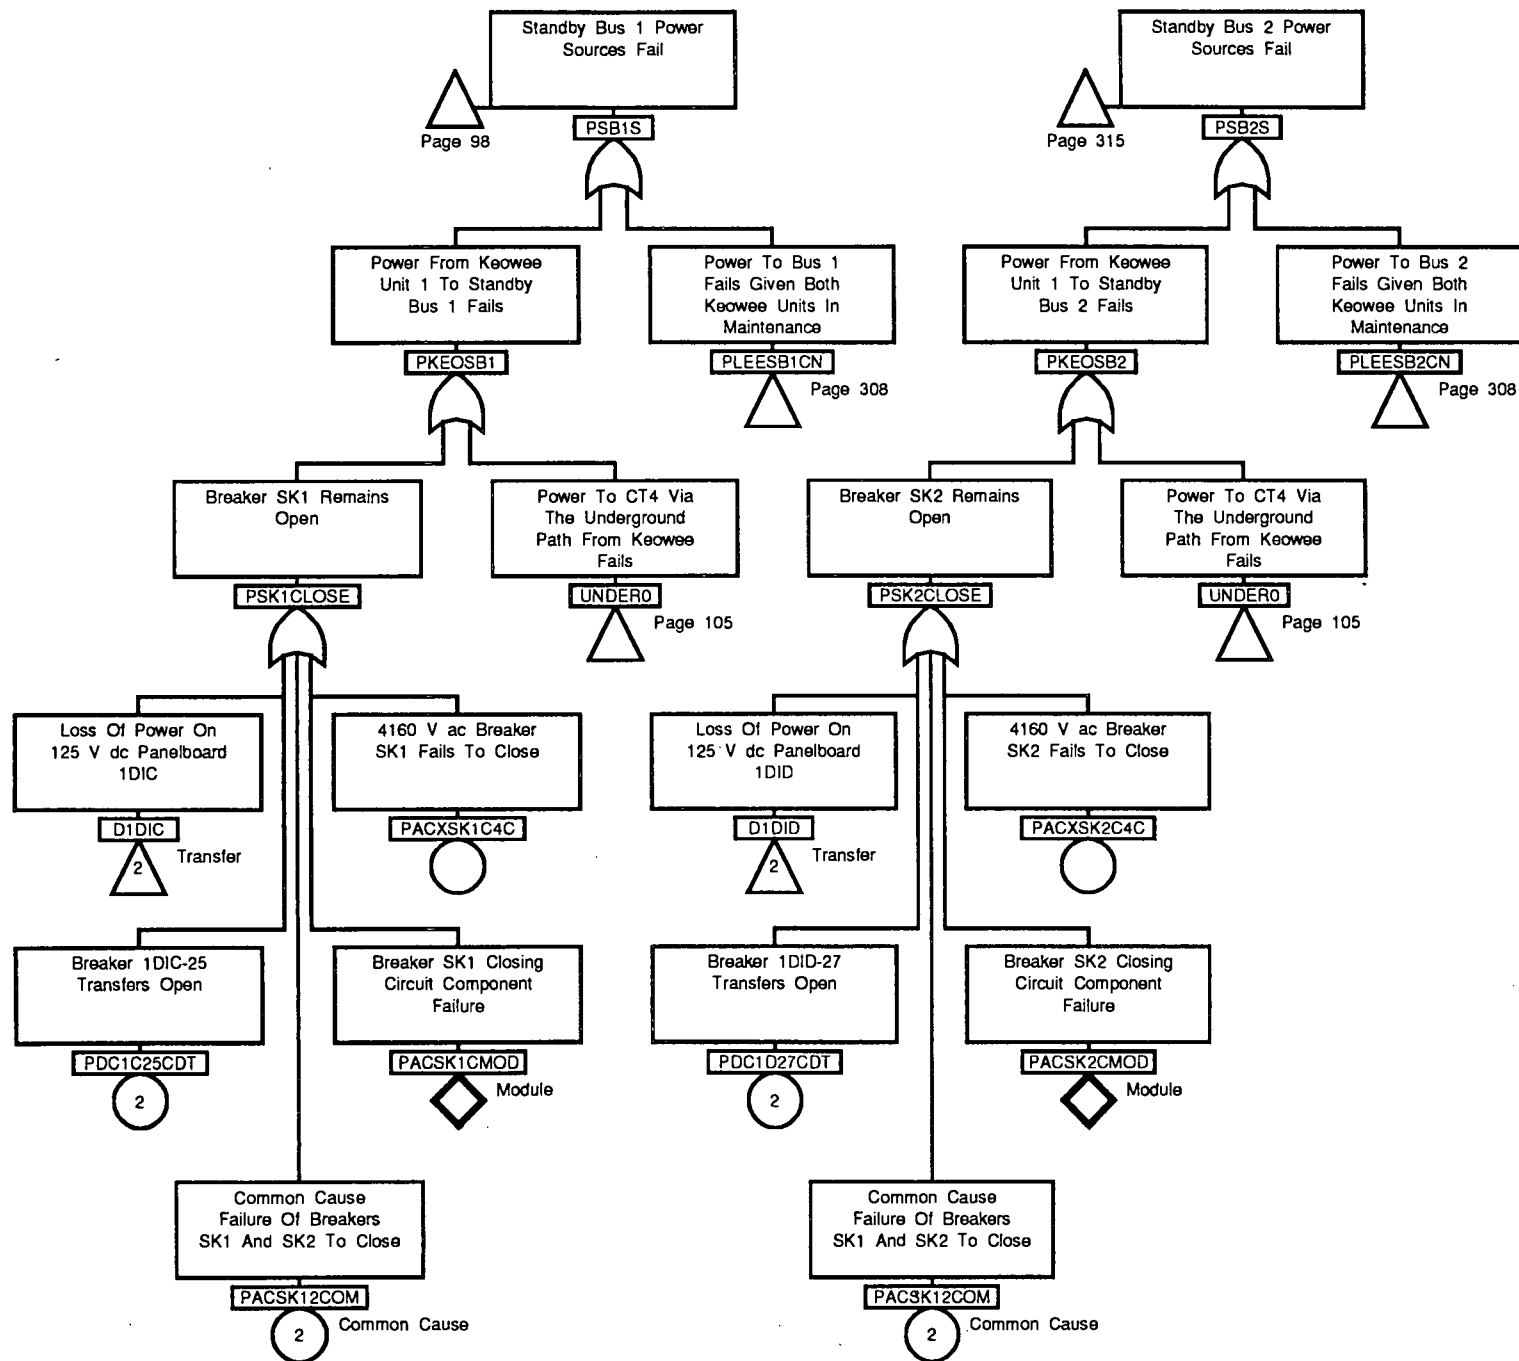 Standby Bus 1 Power
Sources Fail
Page 98
PSB1S
Standby Bus 2 Power
Sources Fail
Page 315
PSB2S
Power From Keowee
Unit 1 To Standby
Bus 1 Fails
PKEOSB1
Power To Bus 1
Fails Given Both
Keowee Units In
Maintenance
PLEESB1CN
Page 308
Power From Keowee
Unit 1 To Standby
Bus 2 Fails
PKEOSB2
Power To Bus 2
Fails Given Both
Keowee Units In
Maintenance
PLEESB2CN
Page 308
Breaker SK1 Remains
Open
PSK1CLOSE
Power To CT4 Via
The Underground
Path From Keowee
Fails
UNDER0
Page 105
Breaker SK2 Remains
Open
PSK2CLOSE
Power To CT4 Via
The Underground
Path From Keowee
Fails
UNDER0
Page 105
Loss Of Power On
125 V dc Panelboard
1DIC
D1DIC
2
Transfer
4160 V ac Breaker
SK1 Fails To Close
PACXSK1C4C
Loss Of Power On
125 V dc Panelboard
1DID
D1DID
2
Transfer
4160 V ac Breaker
SK2 Fails To Close
PACXSK2C4C
Breaker 1DIC-25
Transfers Open
PDC1C25CDT
2
Breaker SK1 Closing
Circuit Component
Failure
PACSK1CMOD
Module
Breaker 1DID-27
Transfers Open
PDC1D27CDT
2
Breaker SK2 Closing
Circuit Component
Failure
PACSK2CMOD
Module
Common Cause
Failure Of Breakers
SK1 And SK2 To Close
PACSK12COM
2
Common Cause
Common Cause
Failure Of Breakers
SK1 And SK2 To Close
PACSK12COM
2
Common Cause